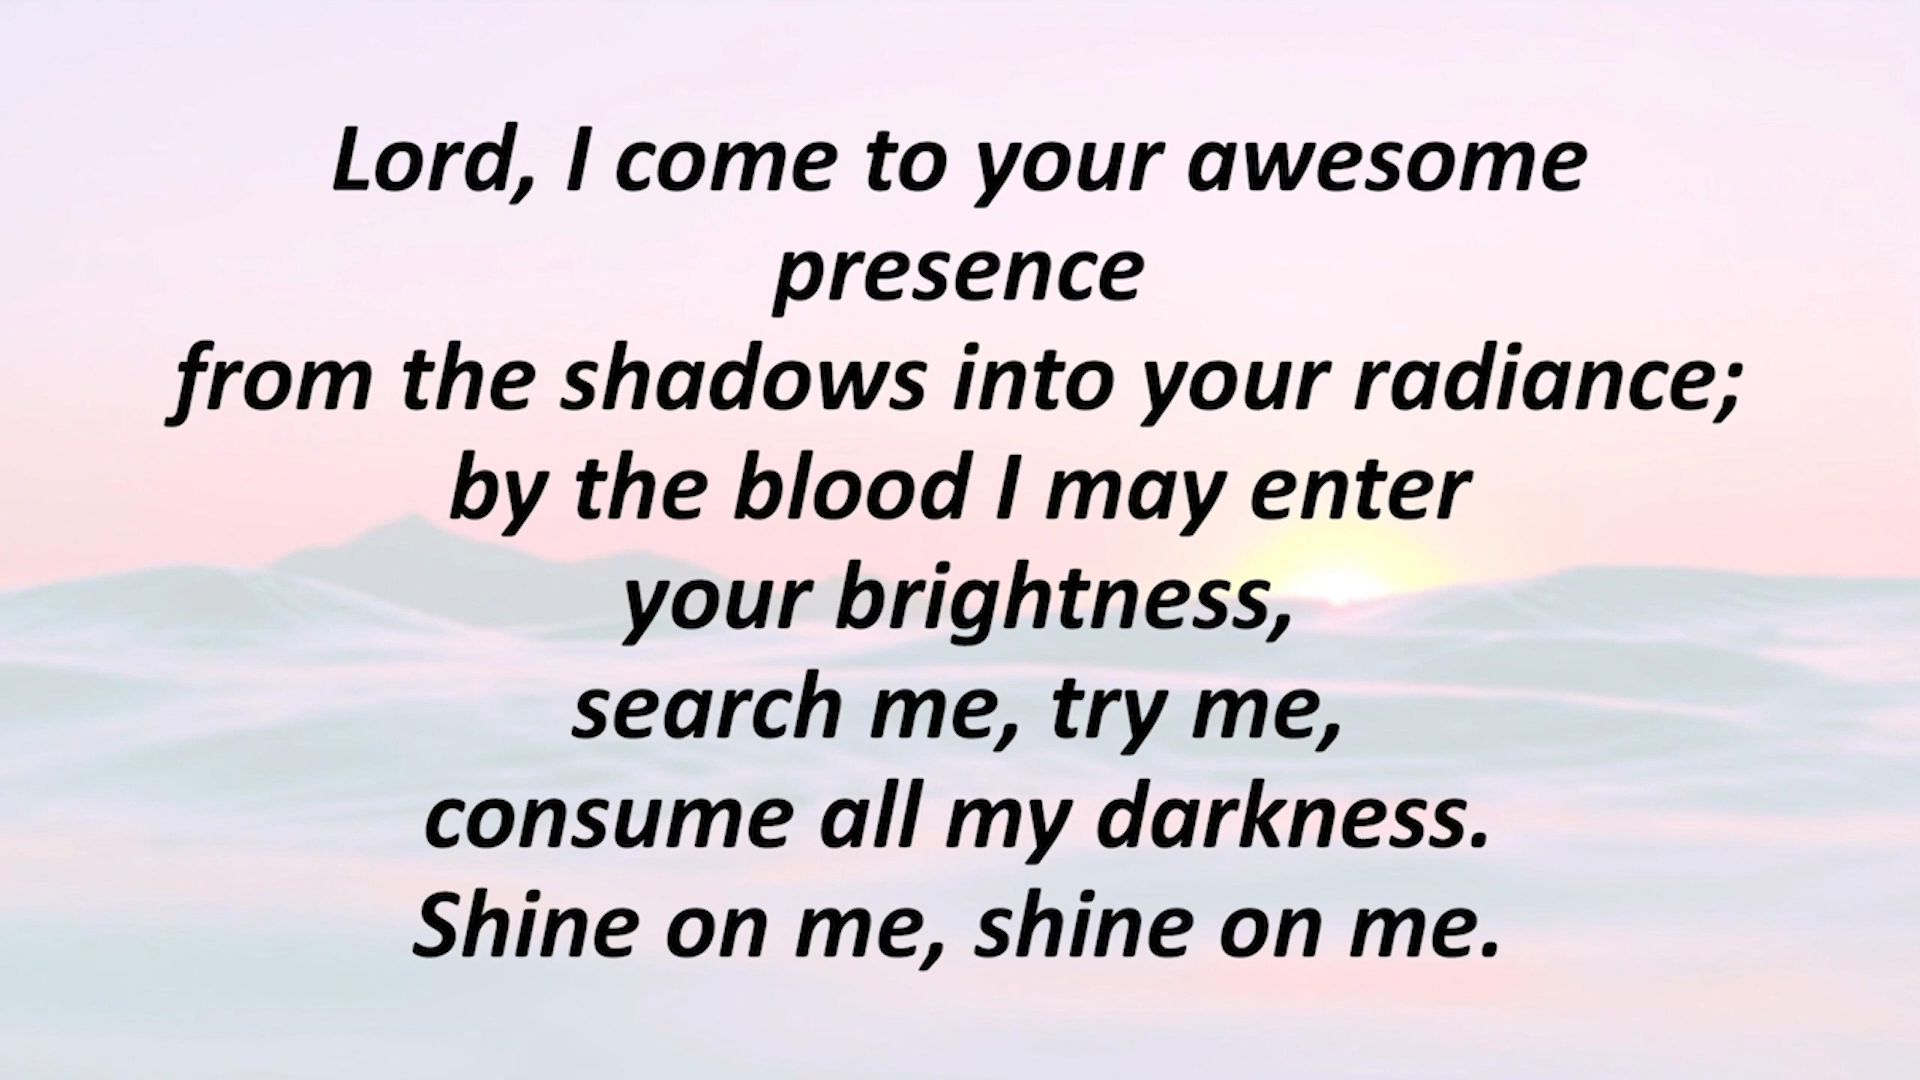 Lord, I come to your awesome
presence
from the shadows into your radiance;
by the blood I may enter
your brightness,
search me, try me,
consume all my darkness.
Shine on me, shine on me.